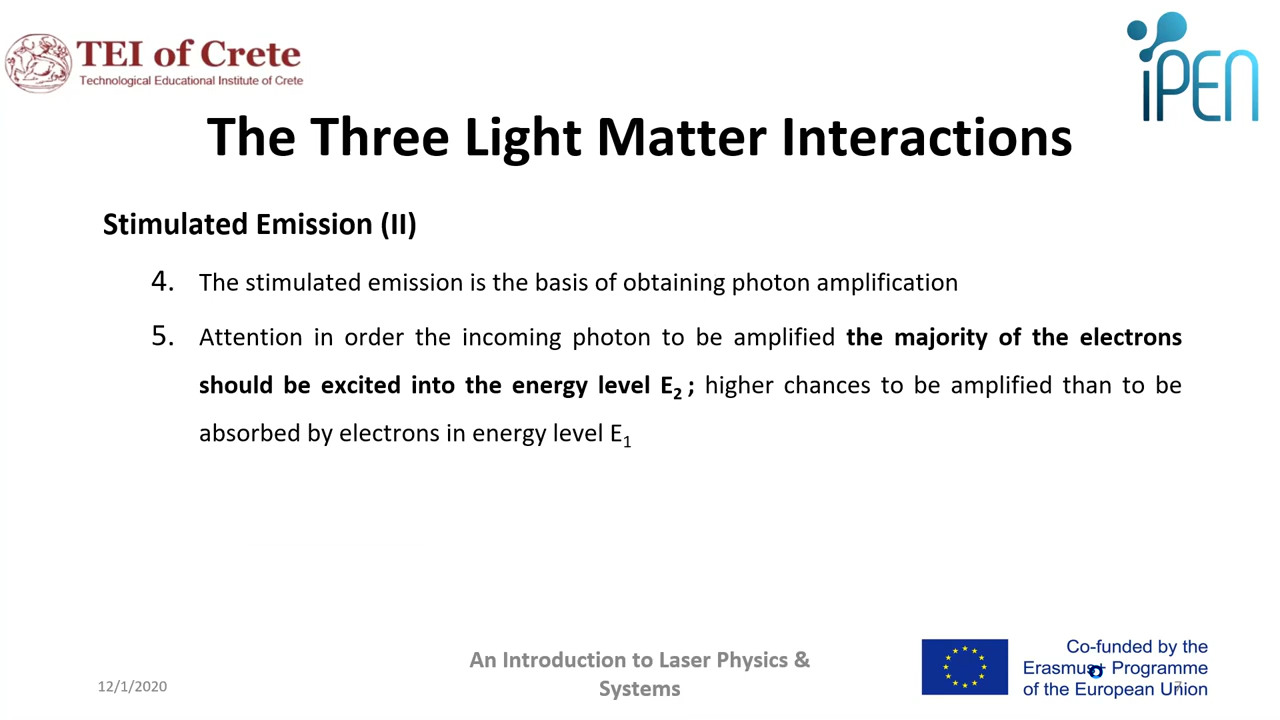 TEI of Crete
Technological Educational Institute of Crete
iPEN
The Three Light Matter Interactions
Stimulated Emission (II)
4. The stimulated emission is the basis of obtaining photon amplification
5. Attention in order the incoming photon to be amplified the majority of the electrons
should be excited into the energy level E₂ ; higher chances to be amplified than to be
absorbed by electrons in energy level E₁
12/1/2020
An Introduction to Laser Physics &
Systems
Co-funded by the
Erasmus+ Programme
of the European Union
7